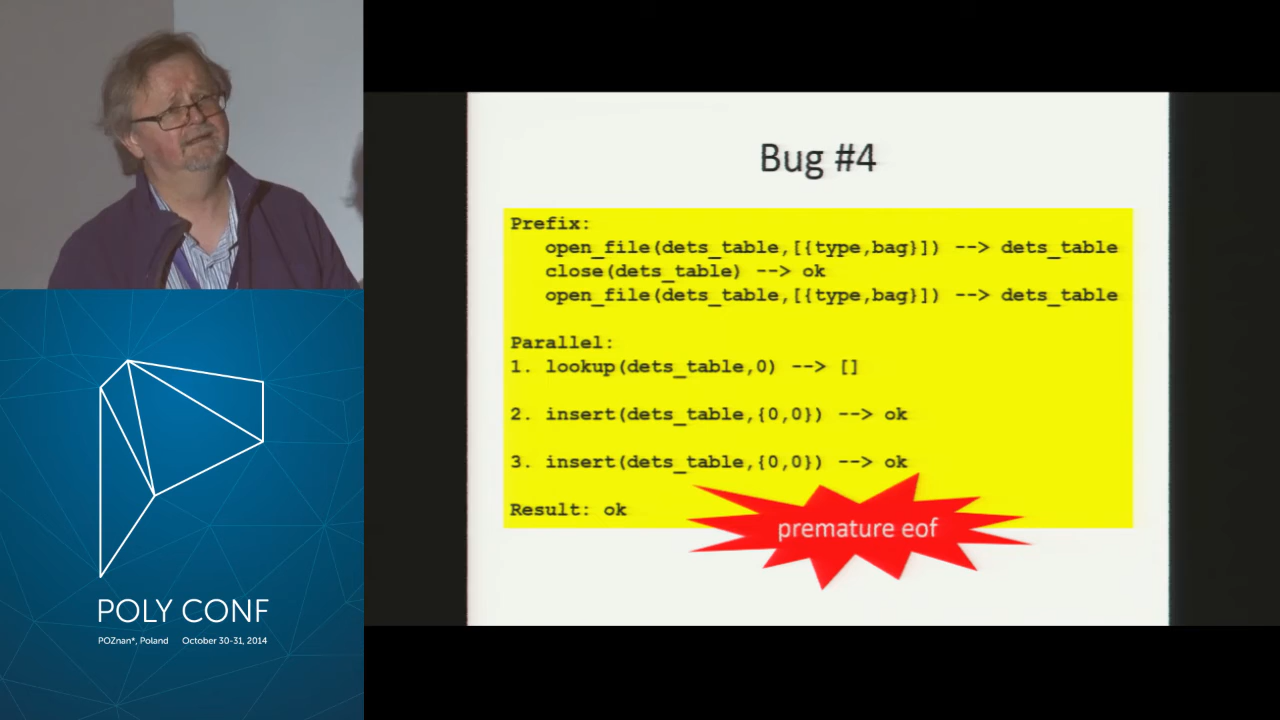 Bug #4
Prefix:
open_file(dets_table,[{type,bag}]) --> dets_table
close(dets_table) --> ok
open_file(dets_table,[{type,bag}]) --> dets_table
Parallel:
1. lookup(dets_table,0) --> []
2. insert(dets_table,{0,0}) --> ok
3. insert(dets_table,{0,0}) --> ok
Result: ok
premature eof
POLY CONF
POZnan*, Poland October 30-31, 2014